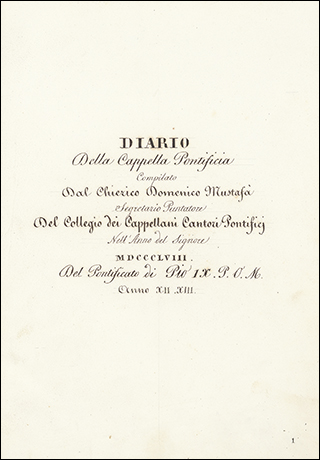 DIARIO
Della Cappella Pontificia
Compilato
Dal Chierico Domenico Mustafà
Segretario Puntatore
Del Collegio dei Cappellani Cantori Pontificj
Nell'Anno del Signore
MDCCCLVIII.
Del Pontificato di Pio IX. P. O. M.
Anno XII XIII.
1